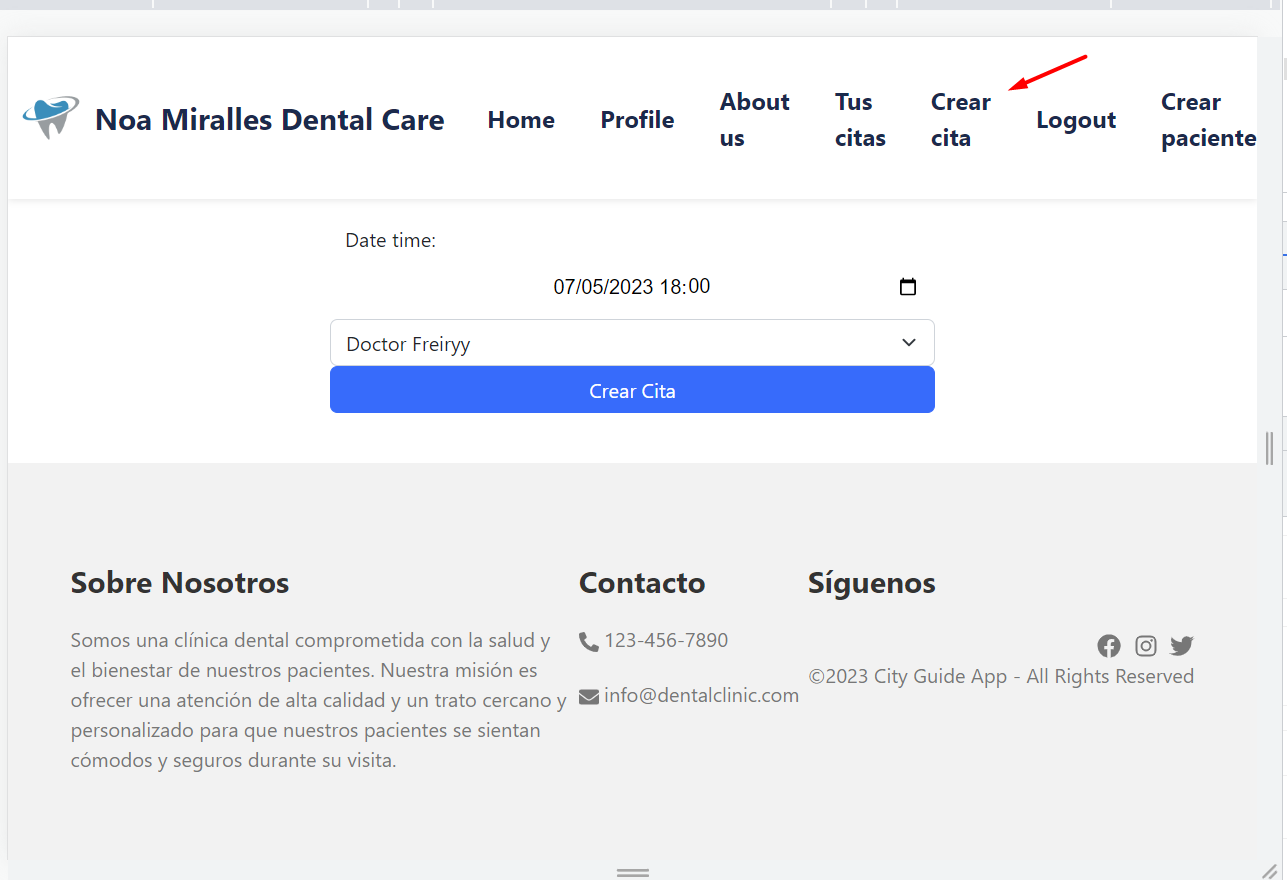 Noa Miralles Dental Care
Home
Profile
About
us
Tus
citas
Crear
cita
Logout
Crear
paciente
Date time:
07/05/2023 18:00
Doctor Freiryy
Crear Cita
Sobre Nosotros
Somos una clínica dental comprometida con la salud y
el bienestar de nuestros pacientes. Nuestra misión es
ofrecer una atención de alta calidad y un trato cercano y
personalizado para que nuestros pacientes se sientan
cómodos y seguros durante su visita.
Contacto
123-456-7890
info@dentalclinic.com
Síguenos
©2023 City Guide App - All Rights Reserved